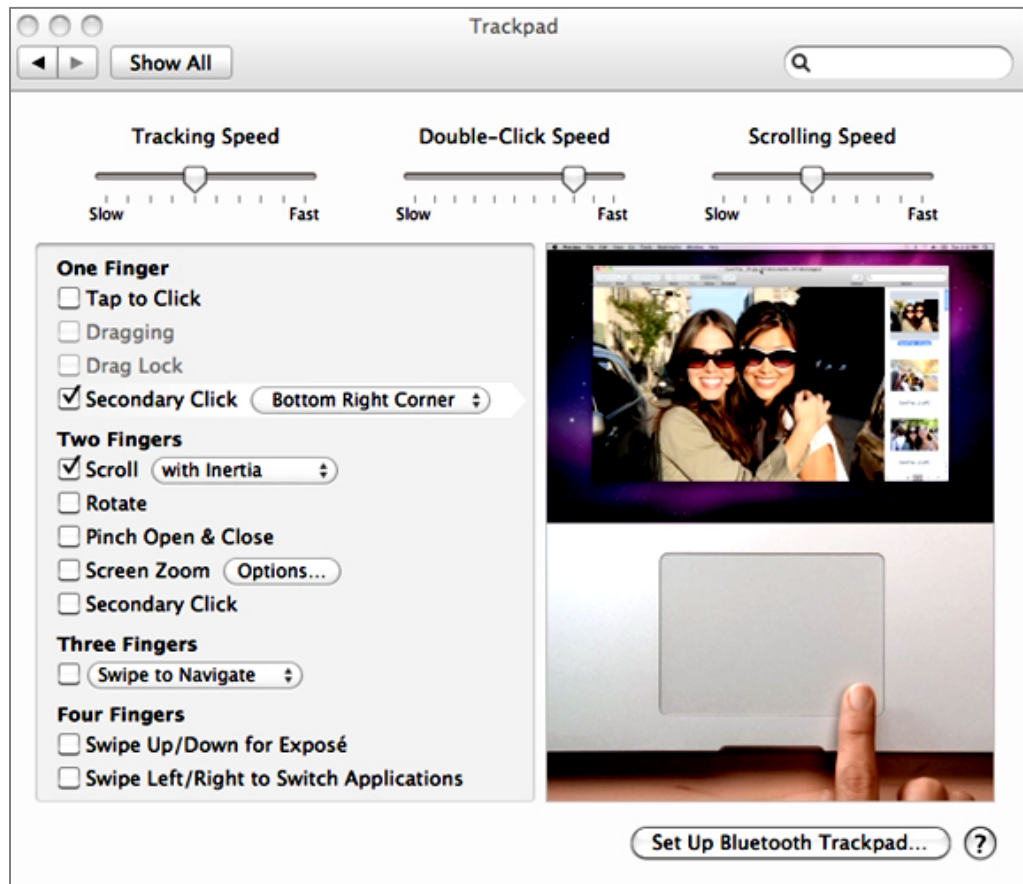 Trackpad
Show All
Tracking Speed Double-Click Speed Scrolling Speed
Slow Fast Slow Fast Slow Fast
One Finger
Tap to Click
Dragging
Drag Lock
Secondary Click Bottom Right Corner
Two Fingers
Scroll with Inertia
Rotate
Pinch Open & Close
Screen Zoom Options...
Secondary Click
Three Fingers
Swipe to Navigate
Four Fingers
Swipe Up/Down for Exposé
Swipe Left/Right to Switch Applications
Set Up Bluetooth Trackpad... ?